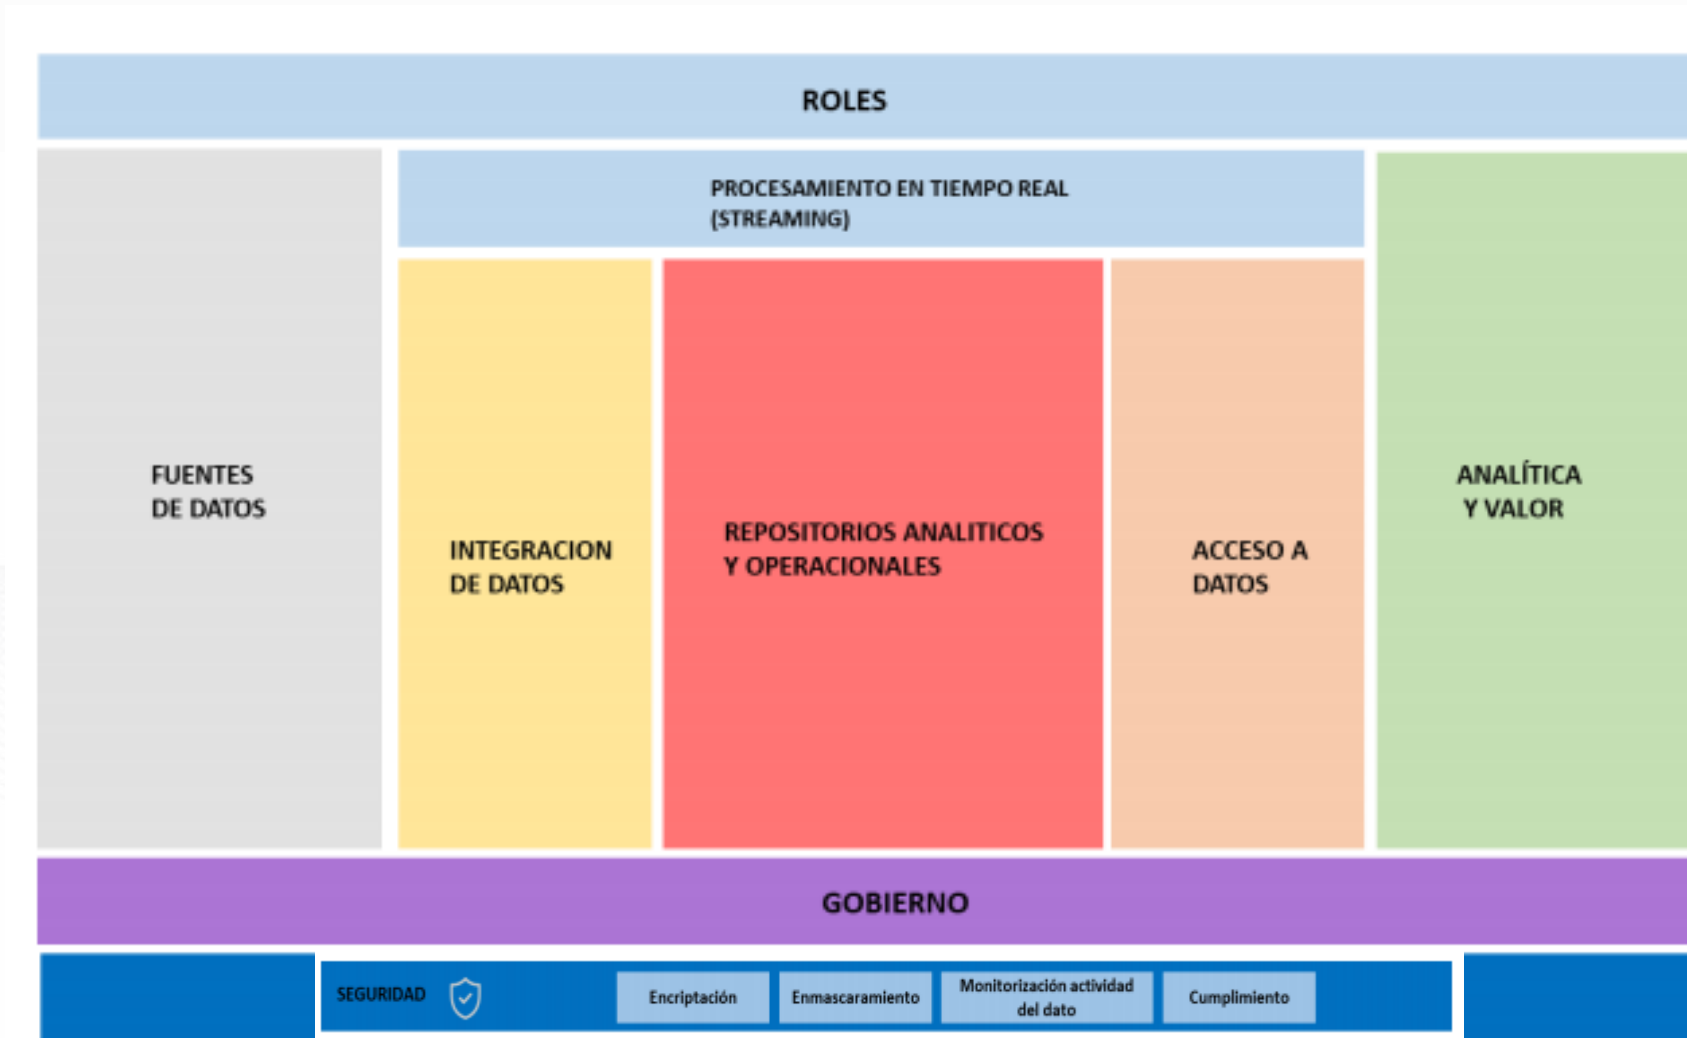 ROLES
PROCESAMIENTO EN TIEMPO REAL
(STREAMING)
FUENTES
DE DATOS
INTEGRACION
DE DATOS
REPOSITORIOS ANALITICOS
Y OPERACIONALES
ACCESO A
DATOS
ANALÍTICA
Y VALOR
GOBIERNO
SEGURIDAD
Encriptación
Enmascaramiento
Monitorización actividad
del dato
Cumplimiento